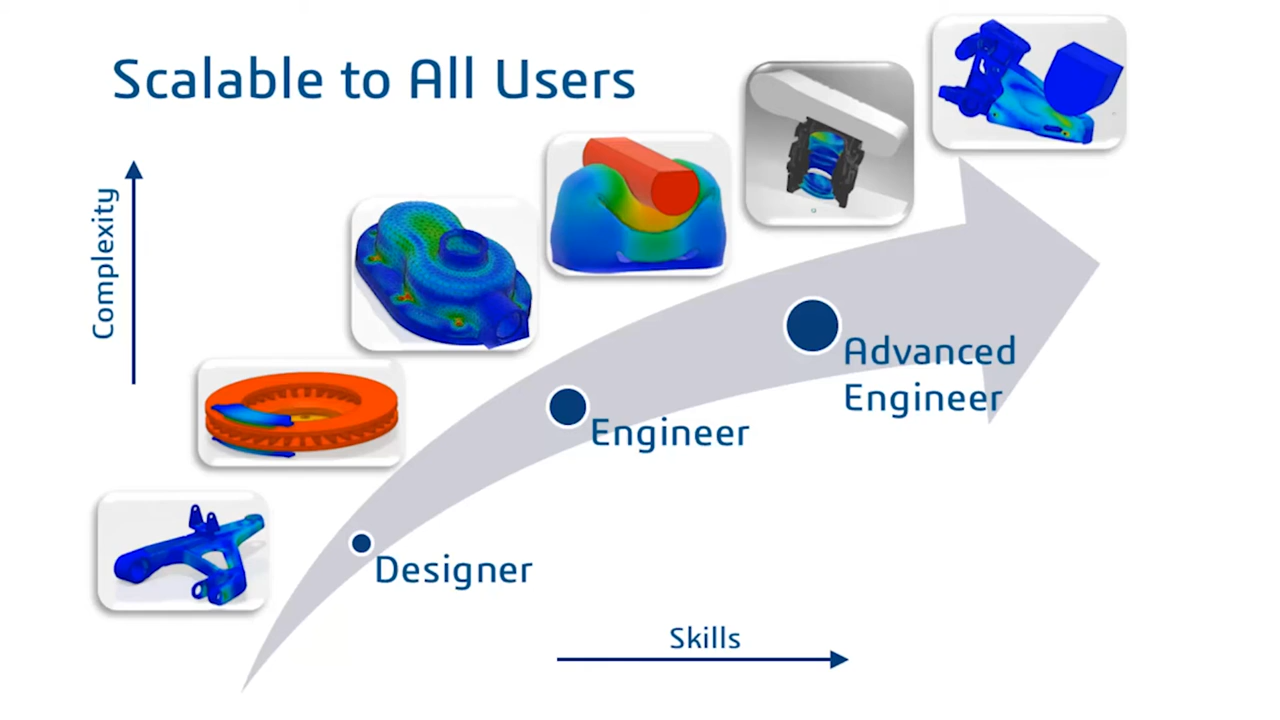 Scalable to All Users
Complexity
Advanced
Engineer
Engineer
Designer
Skills